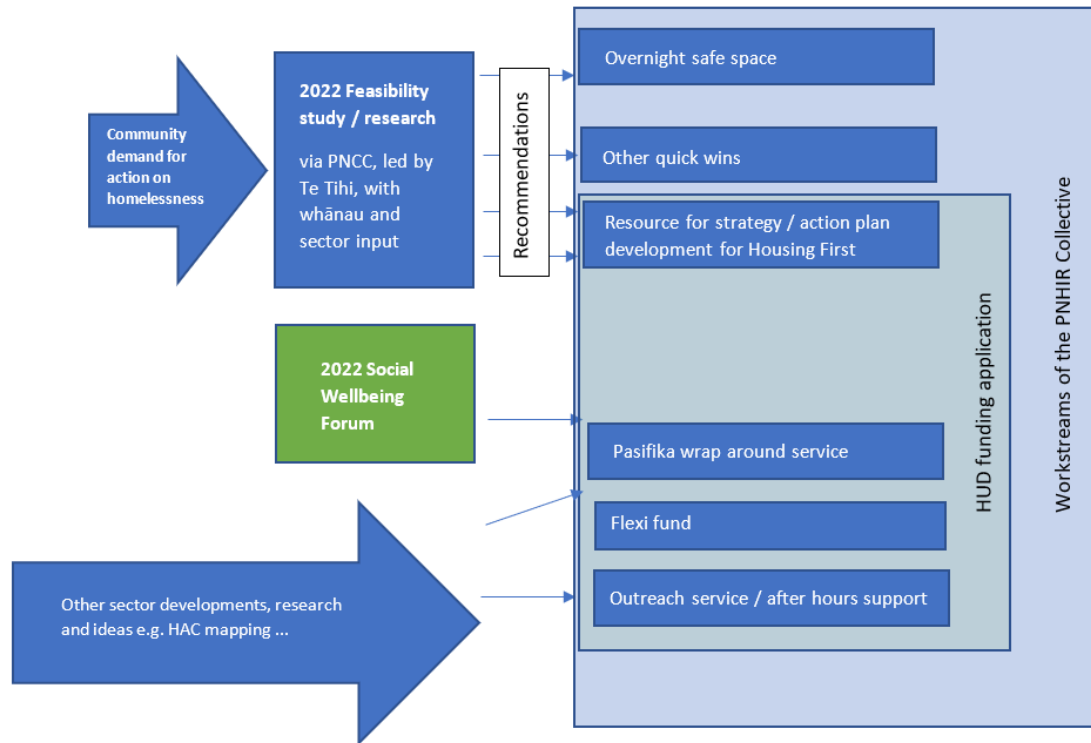 Community
demand for
action on
homelessness
2022 Feasibility
study / research
via PNCC, led by
Te Tihi, with
whānau and
sector input
Recommendations
Overnight safe space
Other quick wins
Resource for strategy / action plan
development for Housing First
2022 Social
Wellbeing
Forum
Pasifika wrap around service
Flexi fund
Outreach service / after hours support
Other sector developments, research
and ideas e.g. HAC mapping ...
HUD funding application
Workstreams of the PNHIR Collective